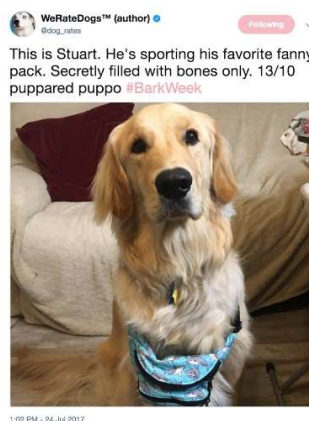 WeRateDogs™ (author)
@dog_rates
Following
This is Stuart. He's sporting his favorite fanny
pack. Secretly filled with bones only. 13/10
puppared puppo #BarkWeek
1:02 PM - 24 Jul 2017